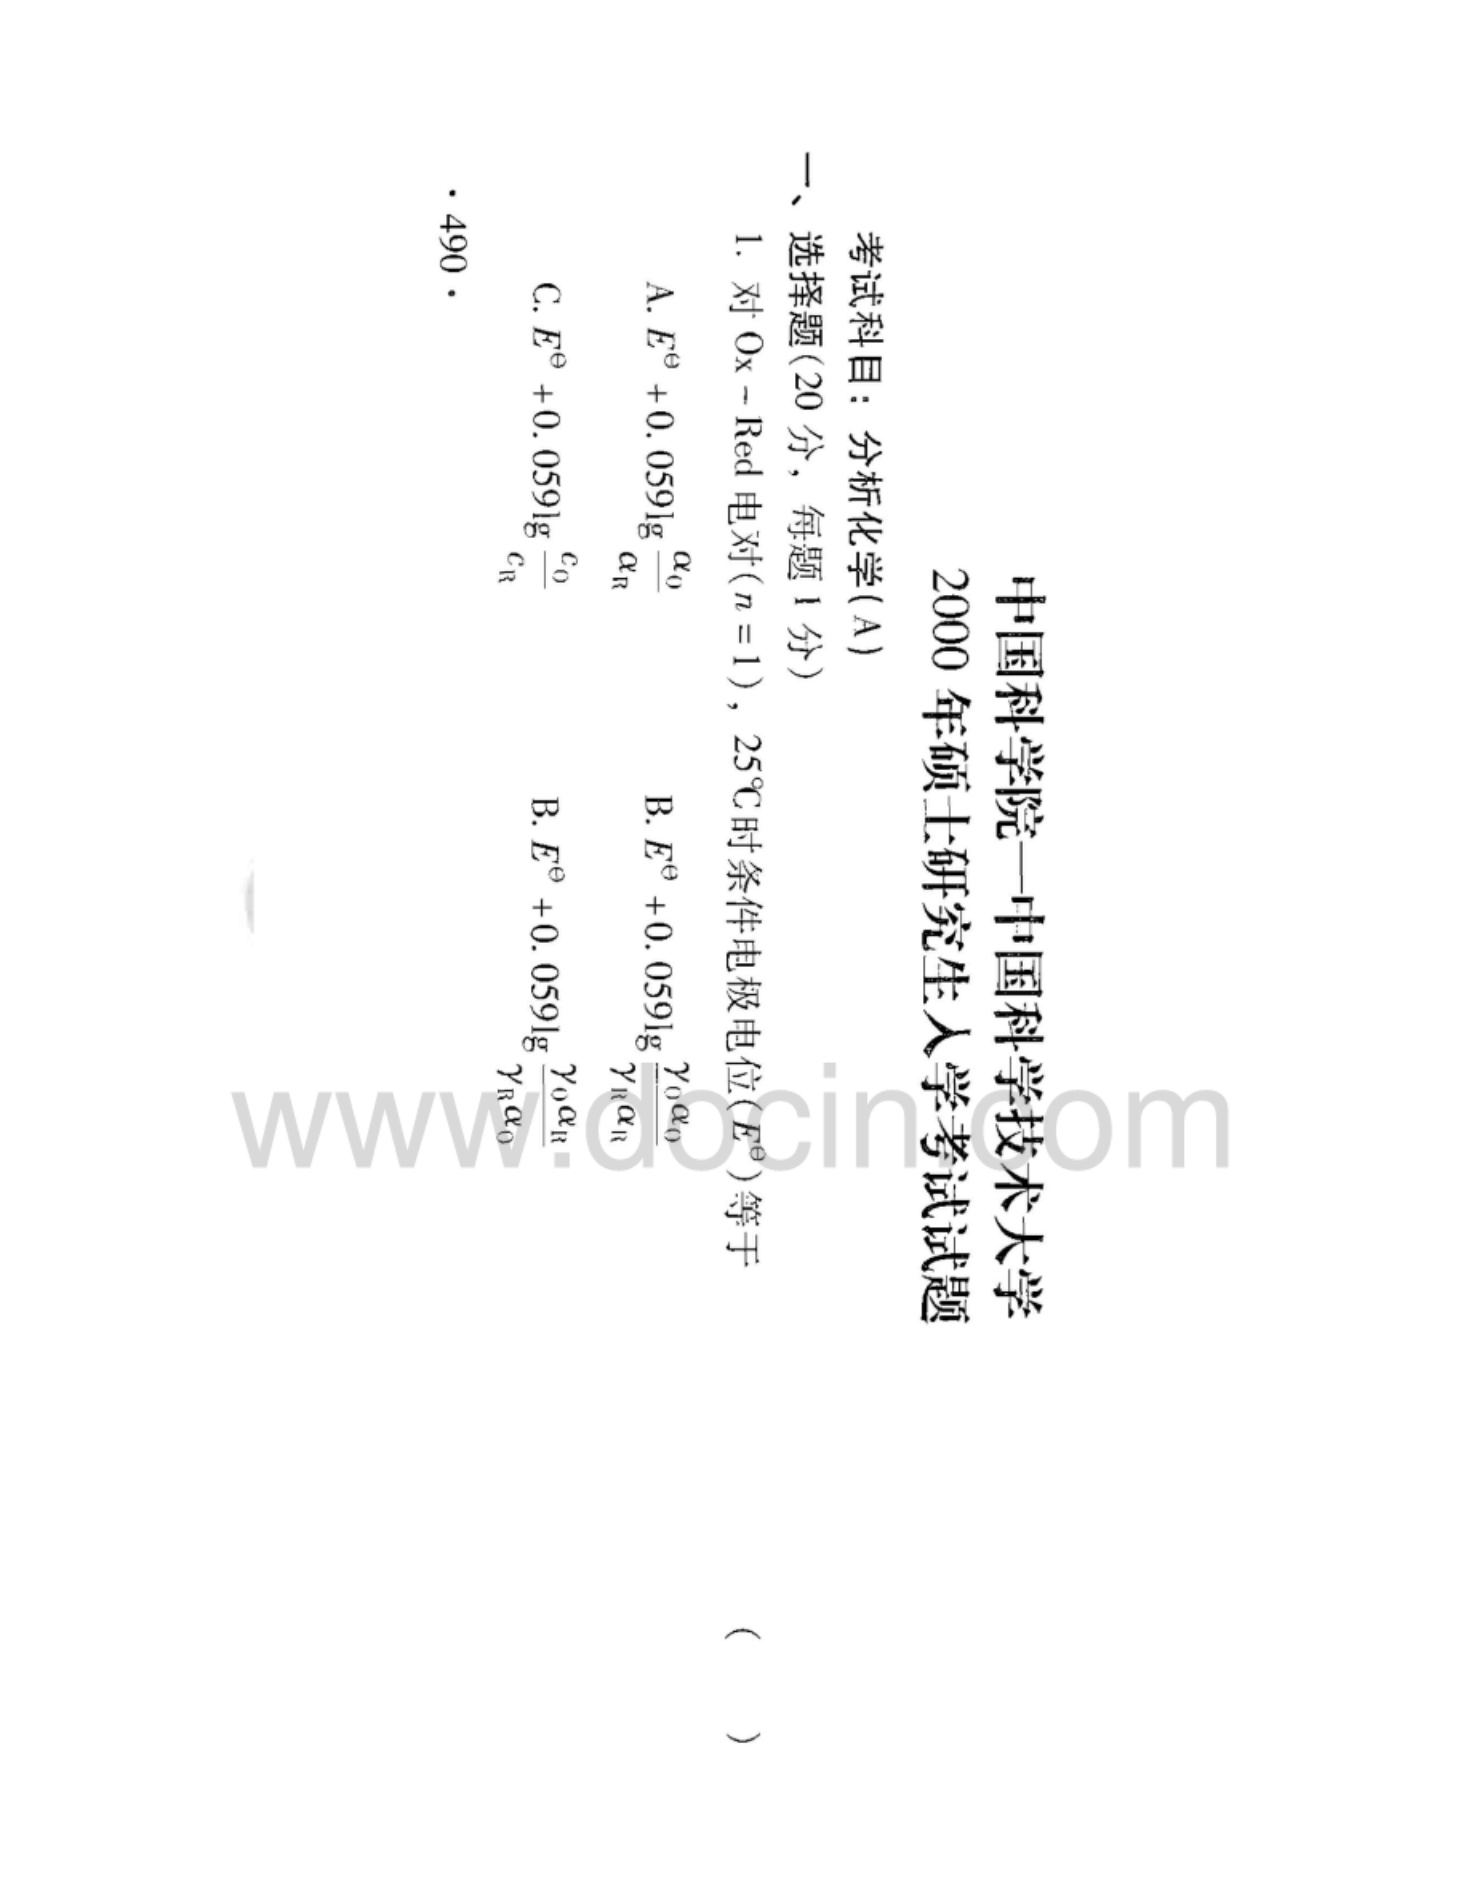 中国科学院—中国科学技术大学
2000 年硕士研究生入学考试试题
考试科目：分析化学(A)
一、选择题(20 分，每题 1 分)
1. 对 Ox – Red 电对(n = 1)，25℃时条件电极电位(E^⊖)等于 ( )
A. E^⊖ + 0.059lg α_O/α_R B. E^⊖ + 0.059lg γ_Oα_O/γ_Rα_R
C. E^⊖ + 0.059lg c_O/c_R B. E^⊖ + 0.059lg γ_Oα_R/γ_Rα_O
· 490 ·
www.docin.com